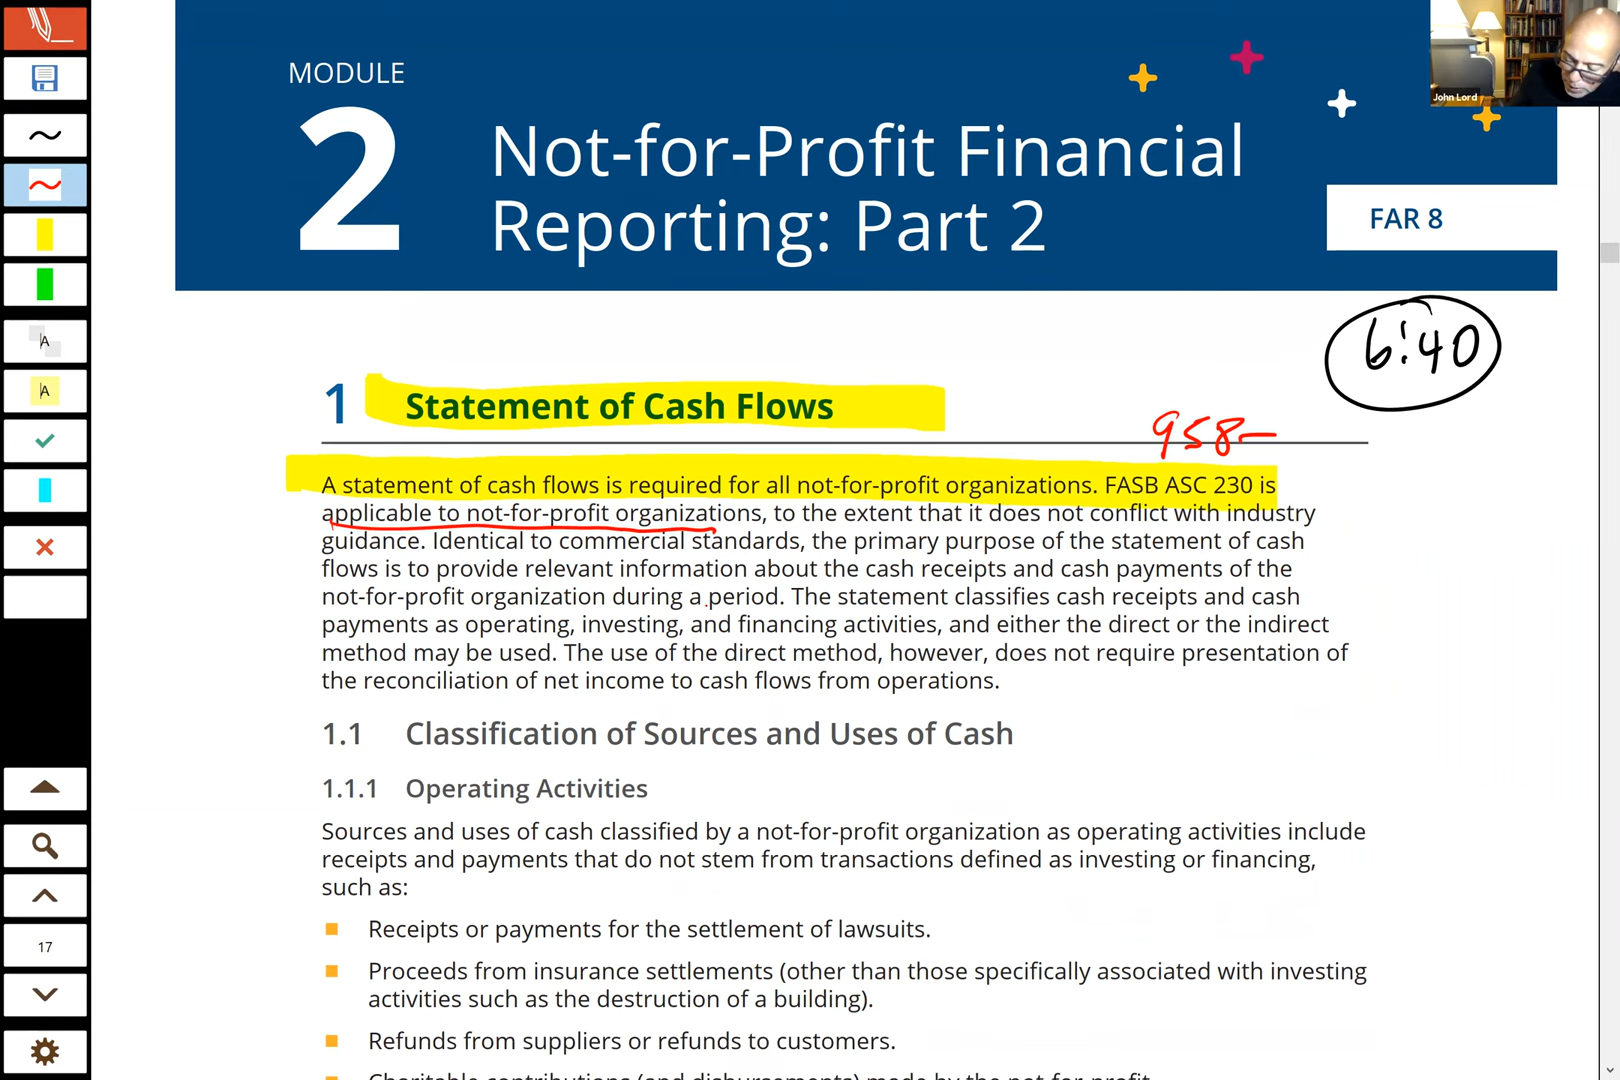 MODULE
2
Not-for-Profit Financial
Reporting: Part 2
FAR 8
John Lord
6:40
1 Statement of Cash Flows
958-
A statement of cash flows is required for all not-for-profit organizations. FASB ASC 230 is
applicable to not-for-profit organizations, to the extent that it does not conflict with industry
guidance. Identical to commercial standards, the primary purpose of the statement of cash
flows is to provide relevant information about the cash receipts and cash payments of the
not-for-profit organization during a period. The statement classifies cash receipts and cash
payments as operating, investing, and financing activities, and either the direct or the indirect
method may be used. The use of the direct method, however, does not require presentation of
the reconciliation of net income to cash flows from operations.
1.1 Classification of Sources and Uses of Cash
1.1.1 Operating Activities
Sources and uses of cash classified by a not-for-profit organization as operating activities include
receipts and payments that do not stem from transactions defined as investing or financing,
such as:
Receipts or payments for the settlement of lawsuits.
Proceeds from insurance settlements (other than those specifically associated with investing
activities such as the destruction of a building).
Refunds from suppliers or refunds to customers.
Charitable contributions (and disbursements) made by the not-for-profit
A
A
17